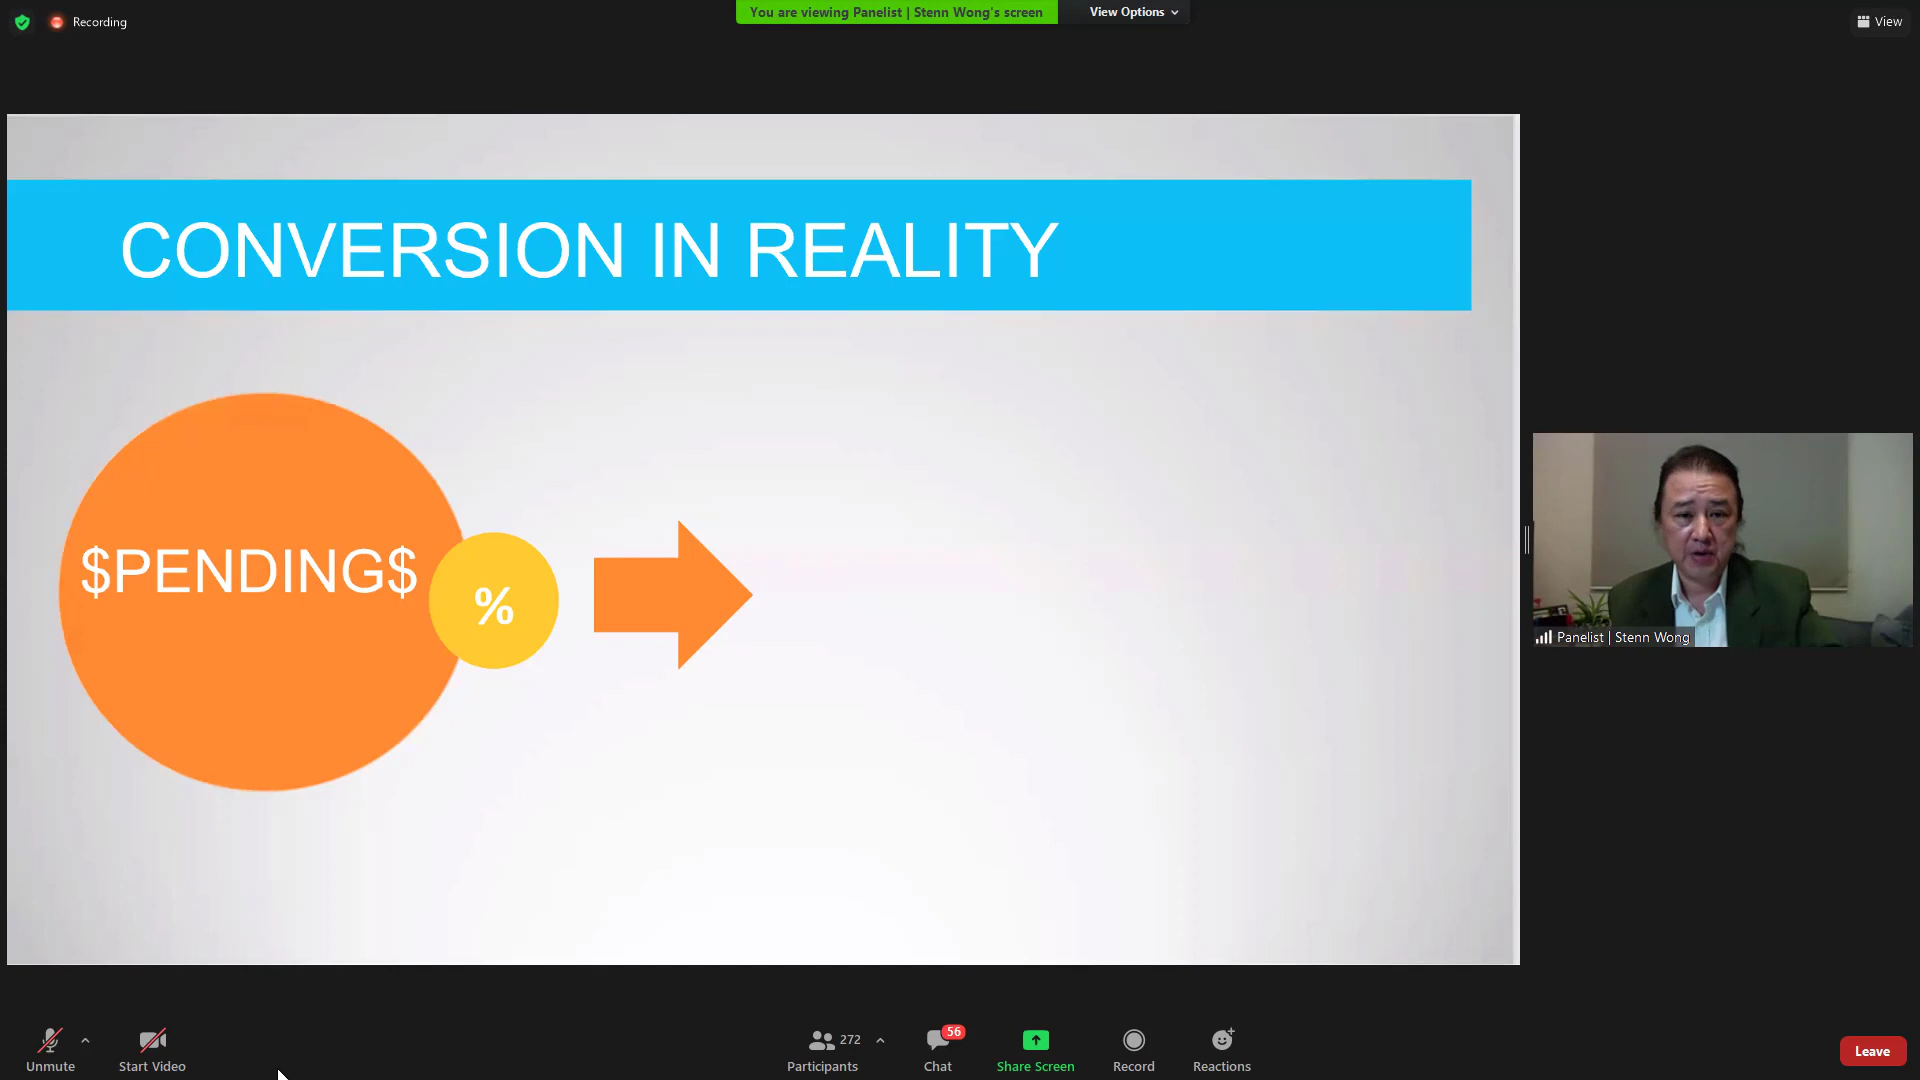 Recording
You are viewing Panelist | Stenn Wong's screen
View Options
View
CONVERSION IN REALITY
$PENDING$
%
Panelist | Stenn Wong
Unmute
Start Video
272
Participants
56
Chat
Share Screen
Record
Reactions
Leave